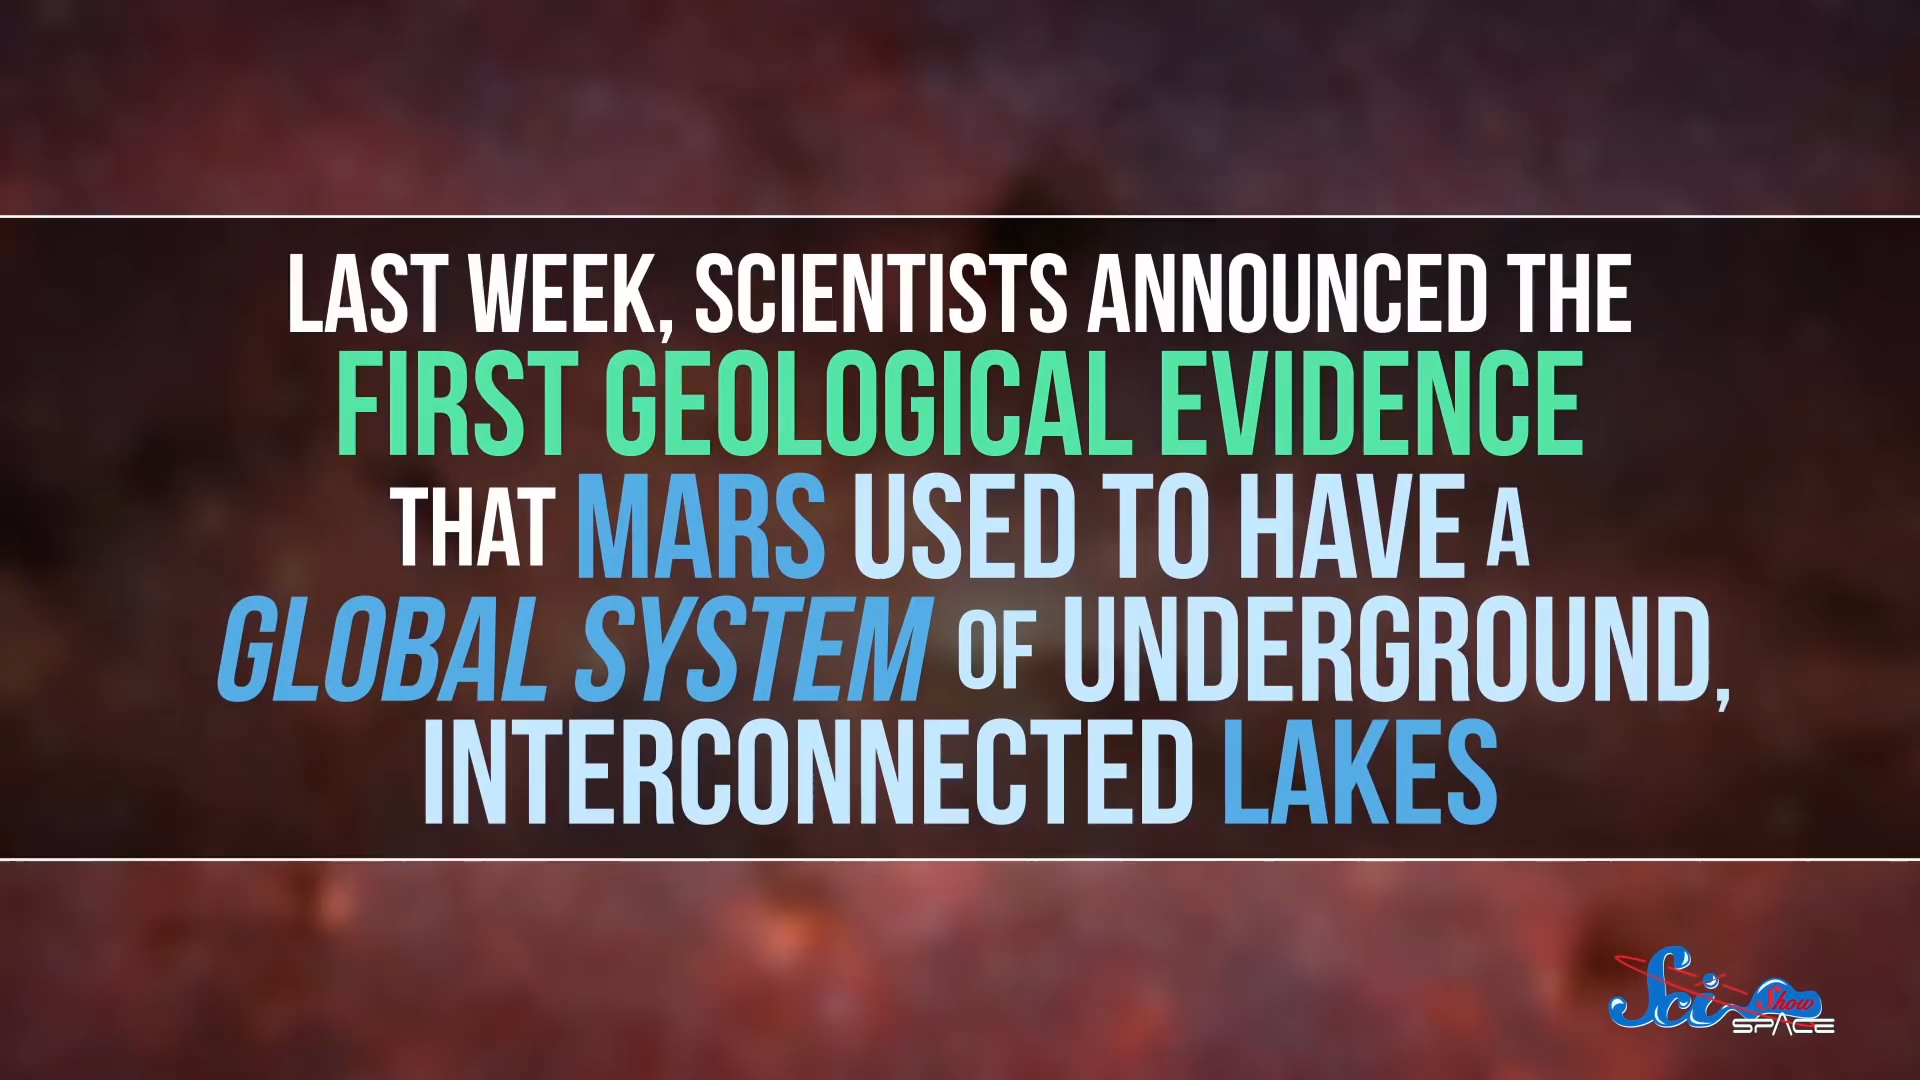 LAST WEEK, SCIENTISTS ANNOUNCED THE
FIRST GEOLOGICAL EVIDENCE
THAT MARS USED TO HAVE A
GLOBAL SYSTEM OF UNDERGROUND,
INTERCONNECTED LAKES
Sci Show
SPACE